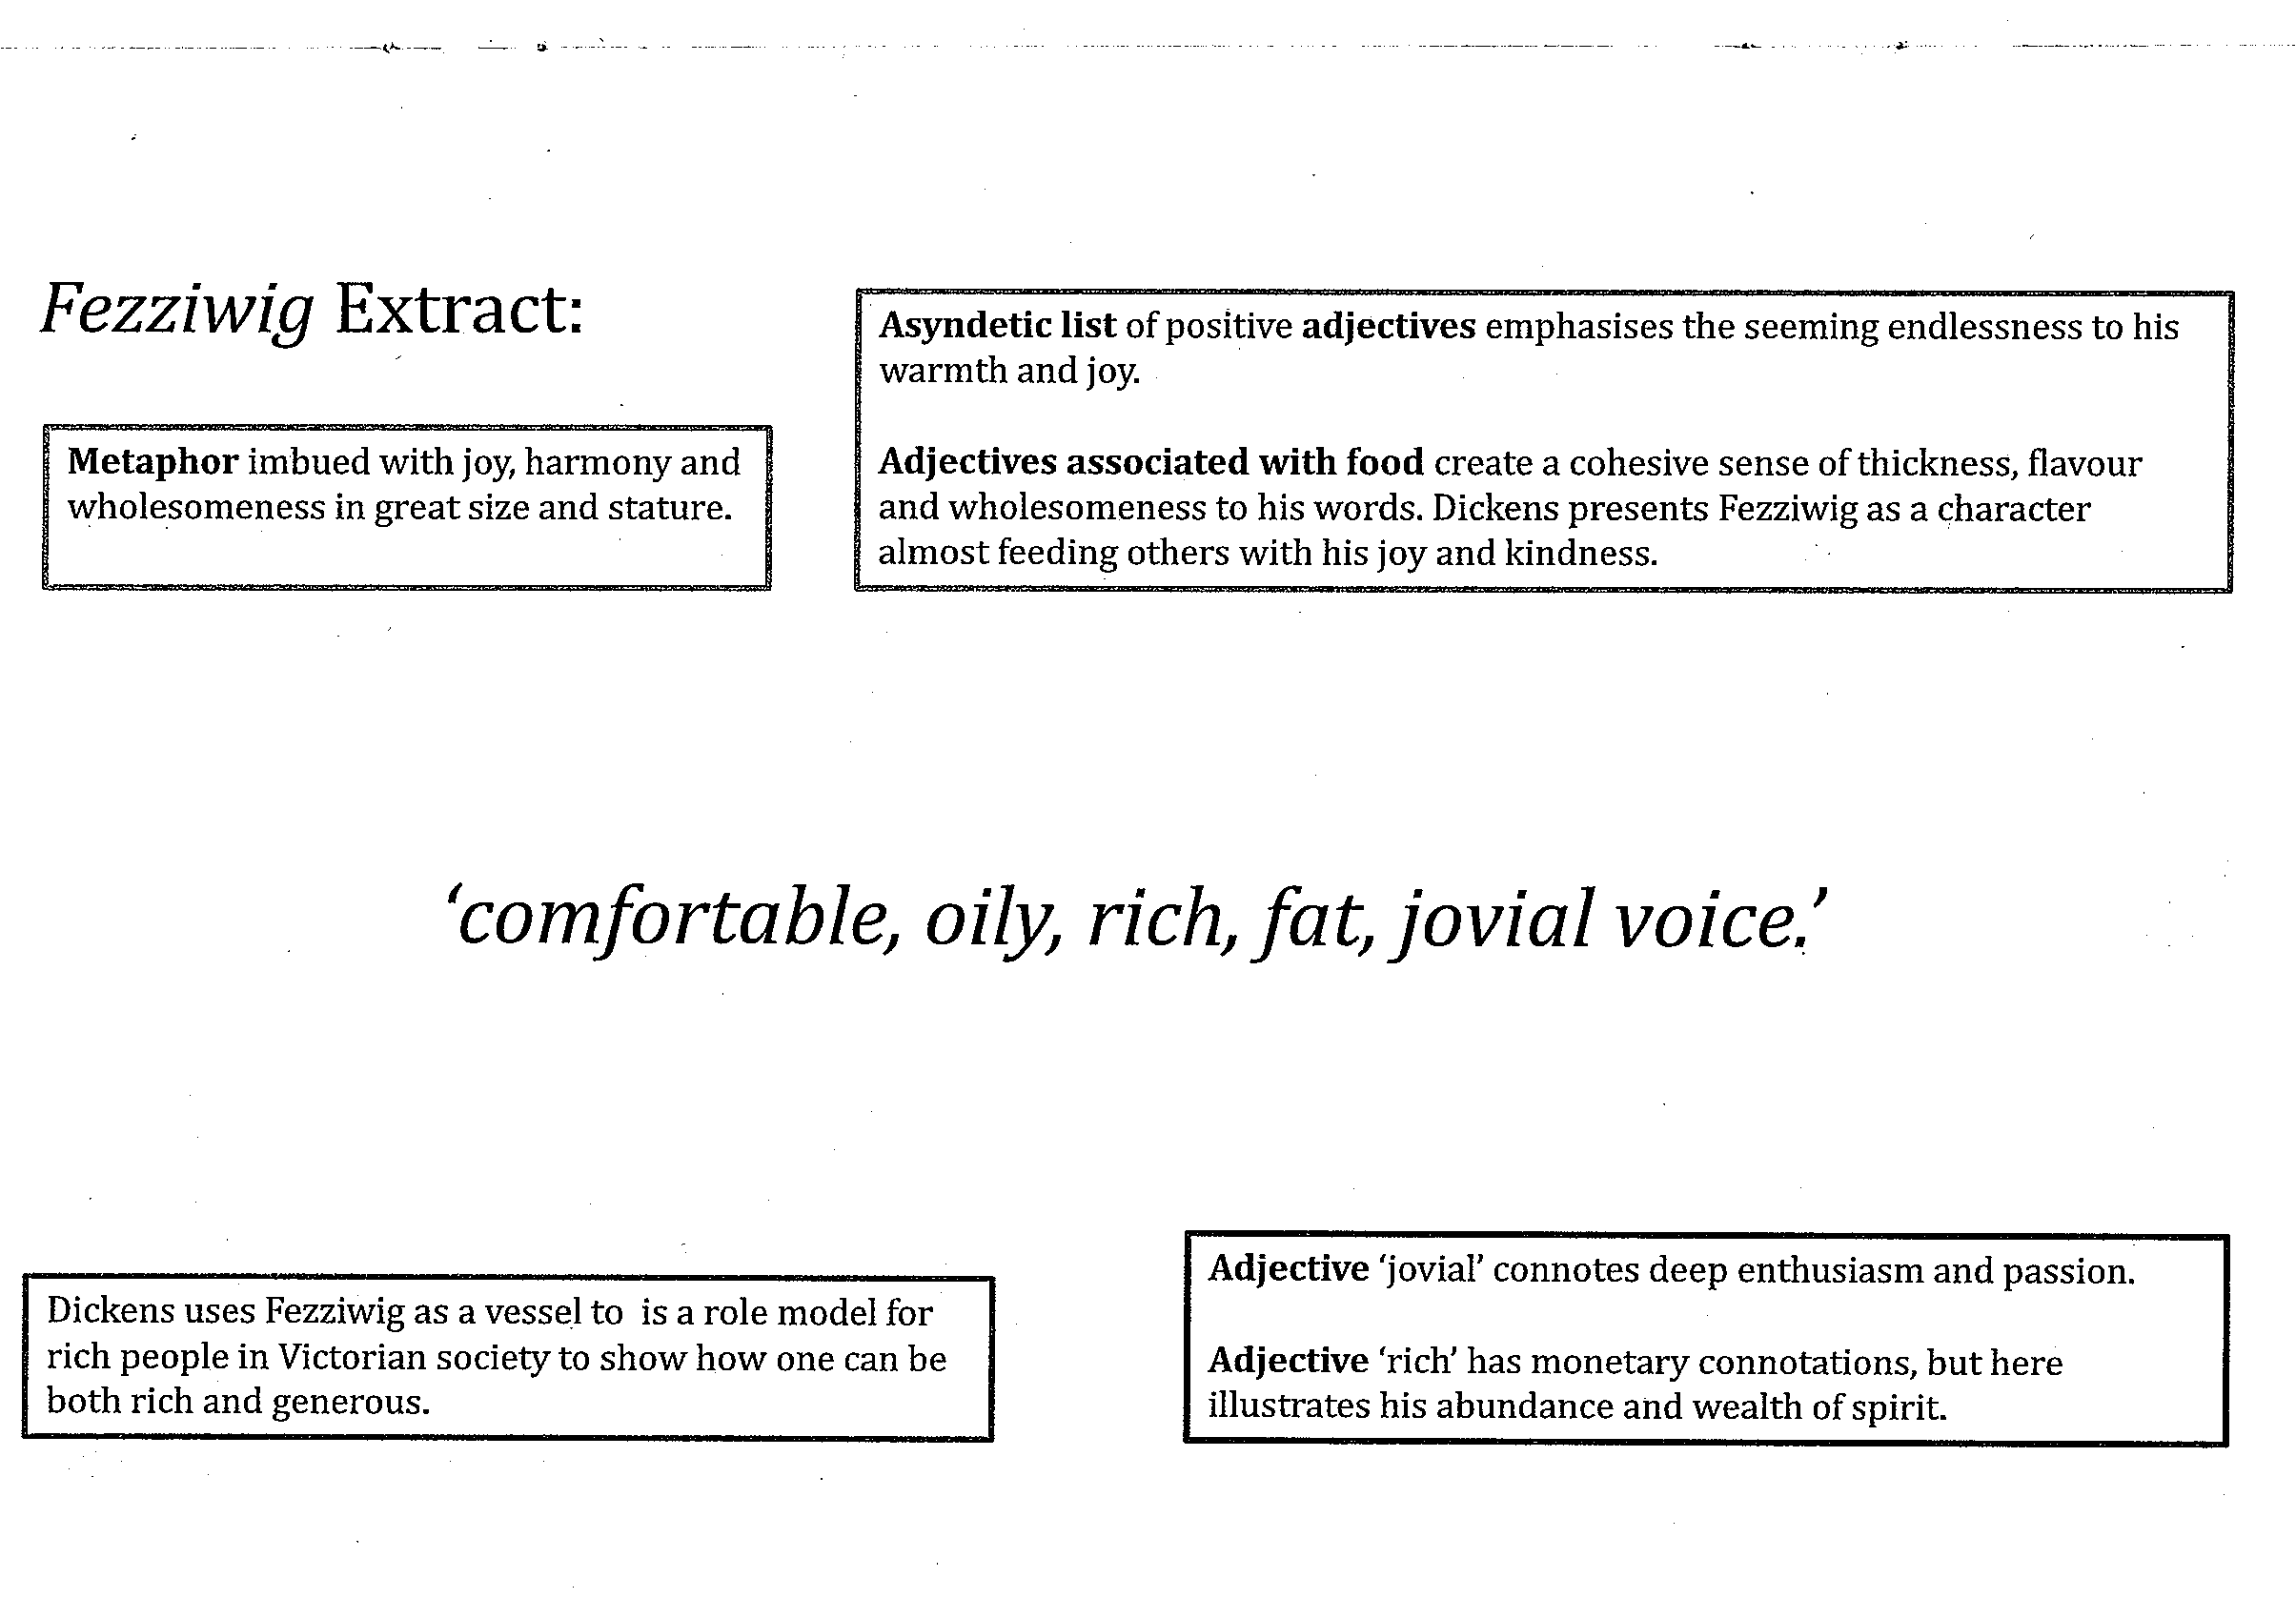 Fezziwig Extract:
Metaphor imbued with joy, harmony and
wholesomeness in great size and stature.
Asyndetic list of positive adjectives emphasises the seeming endlessness to his
warmth and joy.
Adjectives associated with food create a cohesive sense of thickness, flavour
and wholesomeness to his words. Dickens presents Fezziwig as a character
almost feeding others with his joy and kindness.
‘comfortable, oily, rich, fat, jovial voice.’
Dickens uses Fezziwig as a vessel to  is a role model for
rich people in Victorian society to show how one can be
both rich and generous.
Adjective ‘jovial’ connotes deep enthusiasm and passion.
Adjective ‘rich’ has monetary connotations, but here
illustrates his abundance and wealth of spirit.